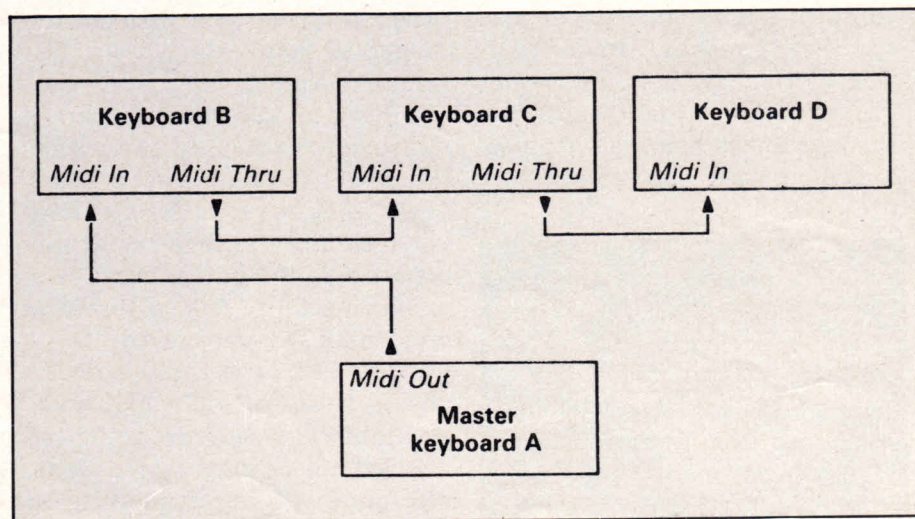 Keyboard B
Midi In Midi Thru
Keyboard C
Midi In Midi Thru
Keyboard D
Midi In
Midi Out
Master
keyboard A